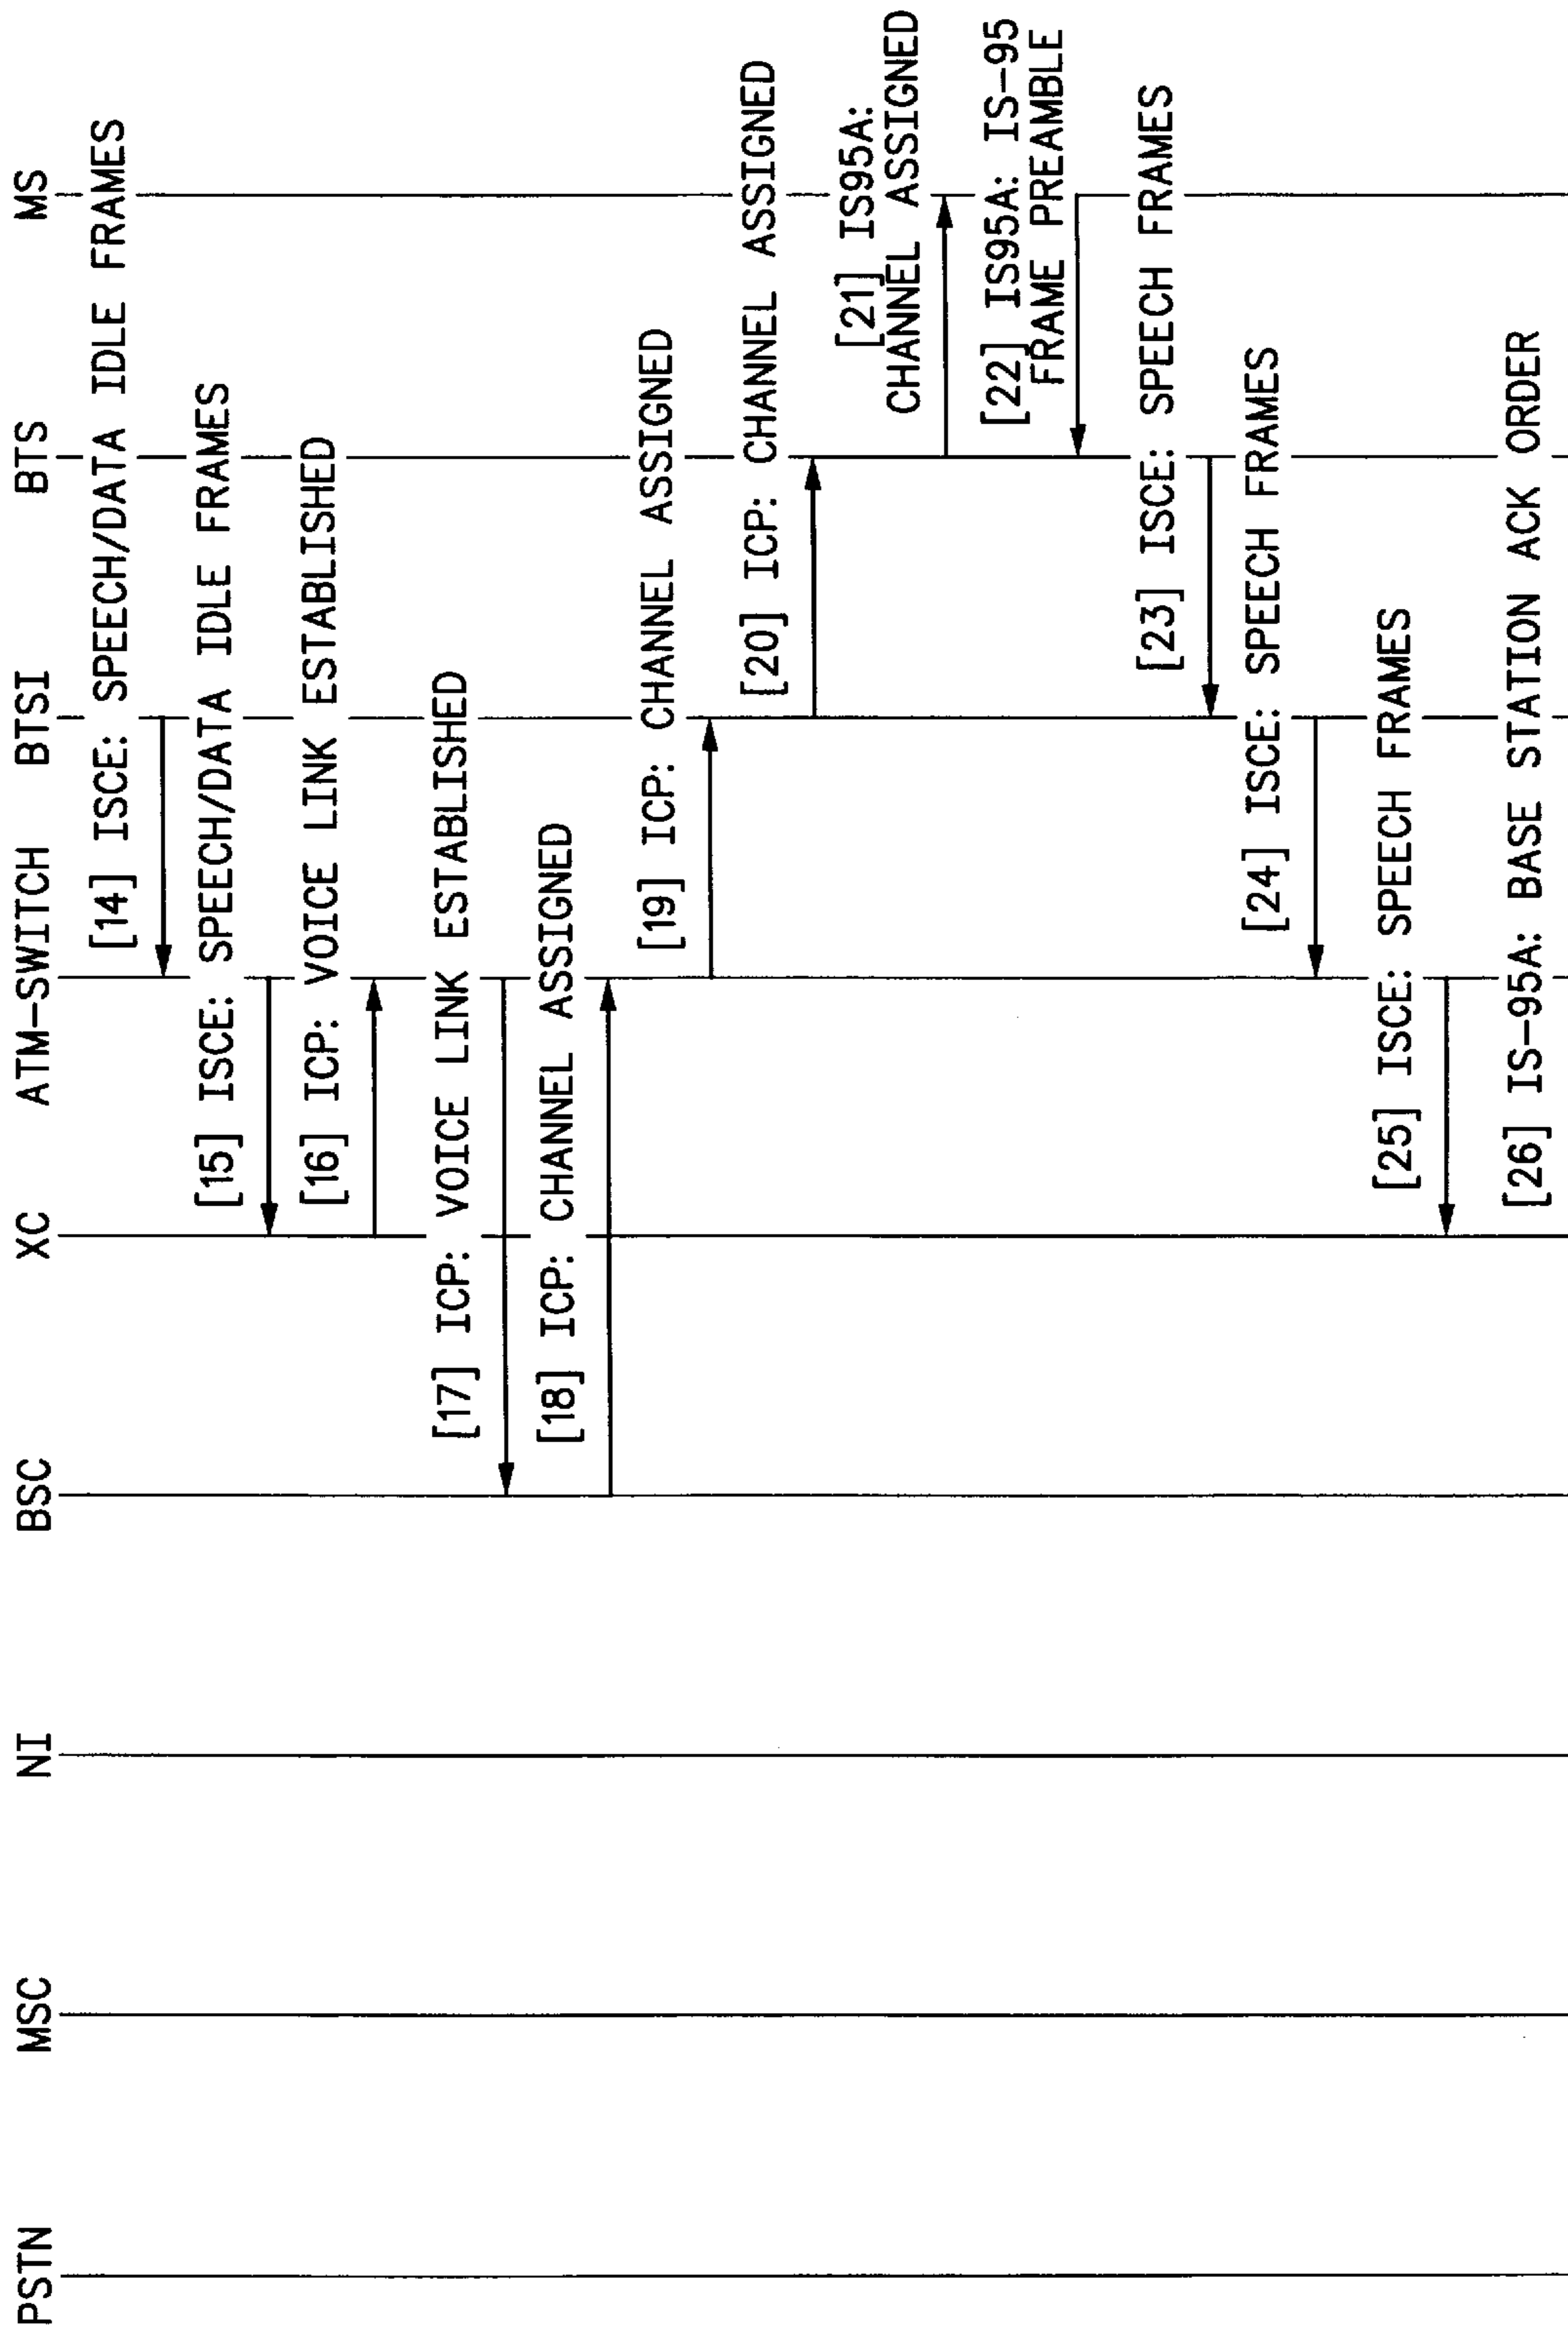 PSTN
MSC
NI
BSC
XC
ATM-SWITCH
BTSI
BTS
MS
[14] ISCE: SPEECH/DATA IDLE FRAMES
[15] ISCE: SPEECH/DATA IDLE FRAMES
[16] ICP: VOICE LINK ESTABLISHED
[17] ICP: VOICE LINK ESTABLISHED
[18] ICP: CHANNEL ASSIGNED
[19] ICP: CHANNEL ASSIGNED
[20] ICP: CHANNEL ASSIGNED
[21] IS95A:
CHANNEL ASSIGNED
[22] IS95A: IS-95
FRAME PREAMBLE
[23] ISCE: SPEECH FRAMES
[24] ISCE: SPEECH FRAMES
[25] ISCE: SPEECH FRAMES
[26] IS-95A: BASE STATION ACK ORDER